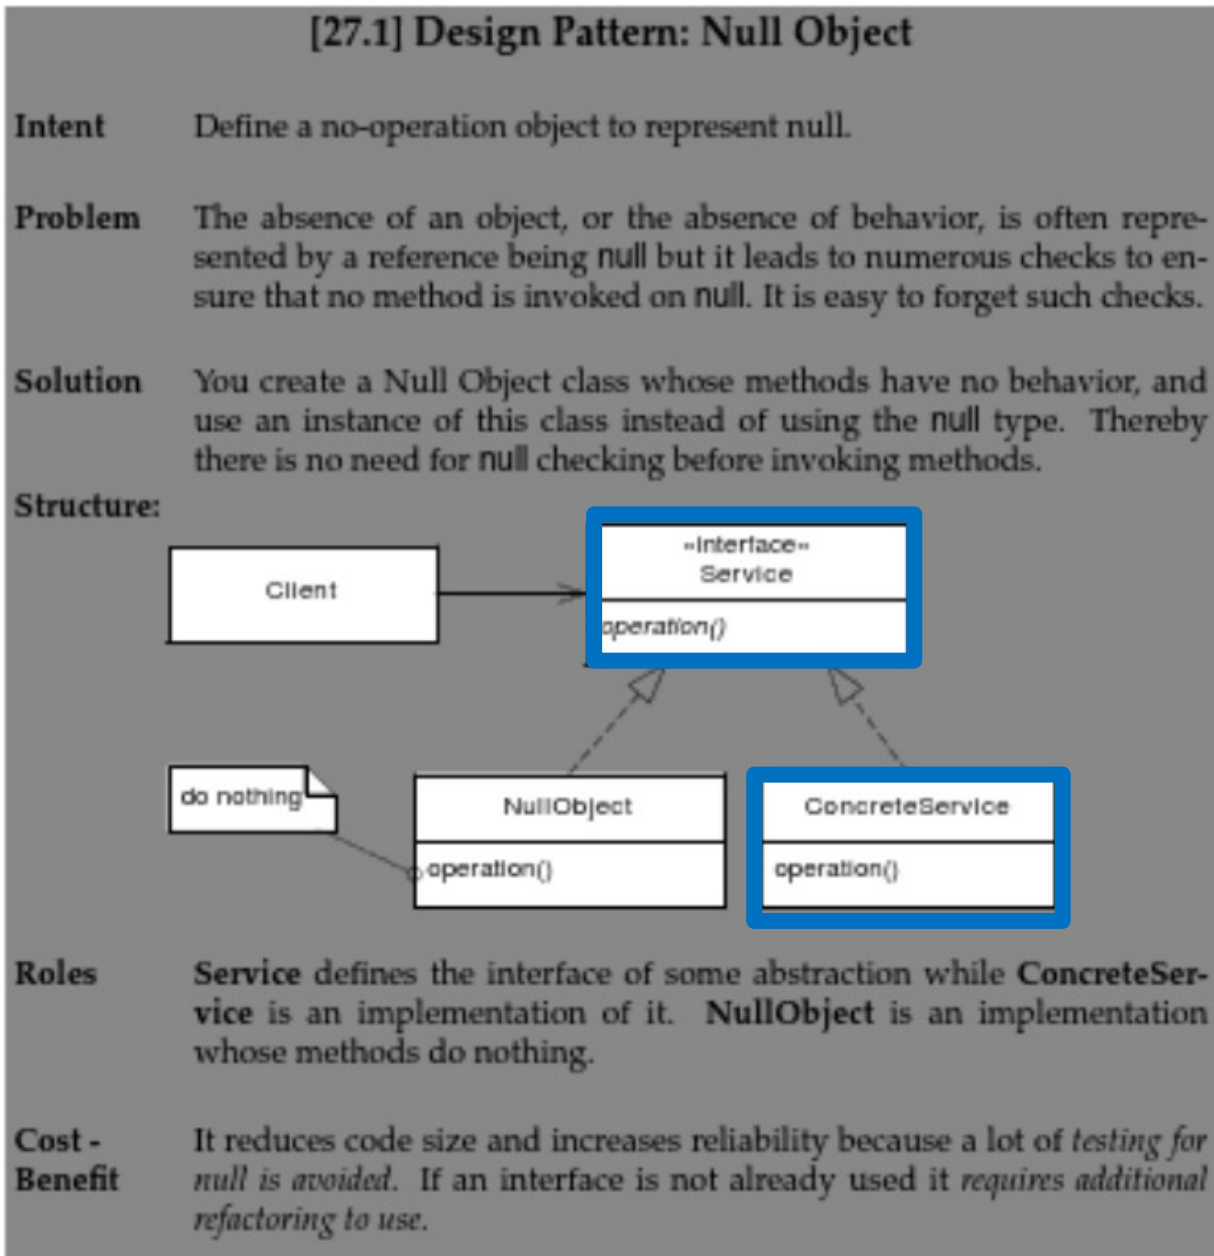 [27.1] Design Pattern: Null Object
Intent Define a no-operation object to represent null.
Problem The absence of an object, or the absence of behavior, is often repre-
sented by a reference being null but it leads to numerous checks to en-
sure that no method is invoked on null. It is easy to forget such checks.
Solution You create a Null Object class whose methods have no behavior, and
use an instance of this class instead of using the null type. Thereby
there is no need for null checking before invoking methods.
Structure:
«interface»
Client
Service
operation()
do nothing
NullObject
ConcreteService
operation()
operation()
Roles Service defines the interface of some abstraction while ConcreteSer-
vice is an implementation of it. NullObject is an implementation
whose methods do nothing.
Cost - It reduces code size and increases reliability because a lot of testing for
Benefit null is avoided. If an interface is not already used it requires additional
refactoring to use.